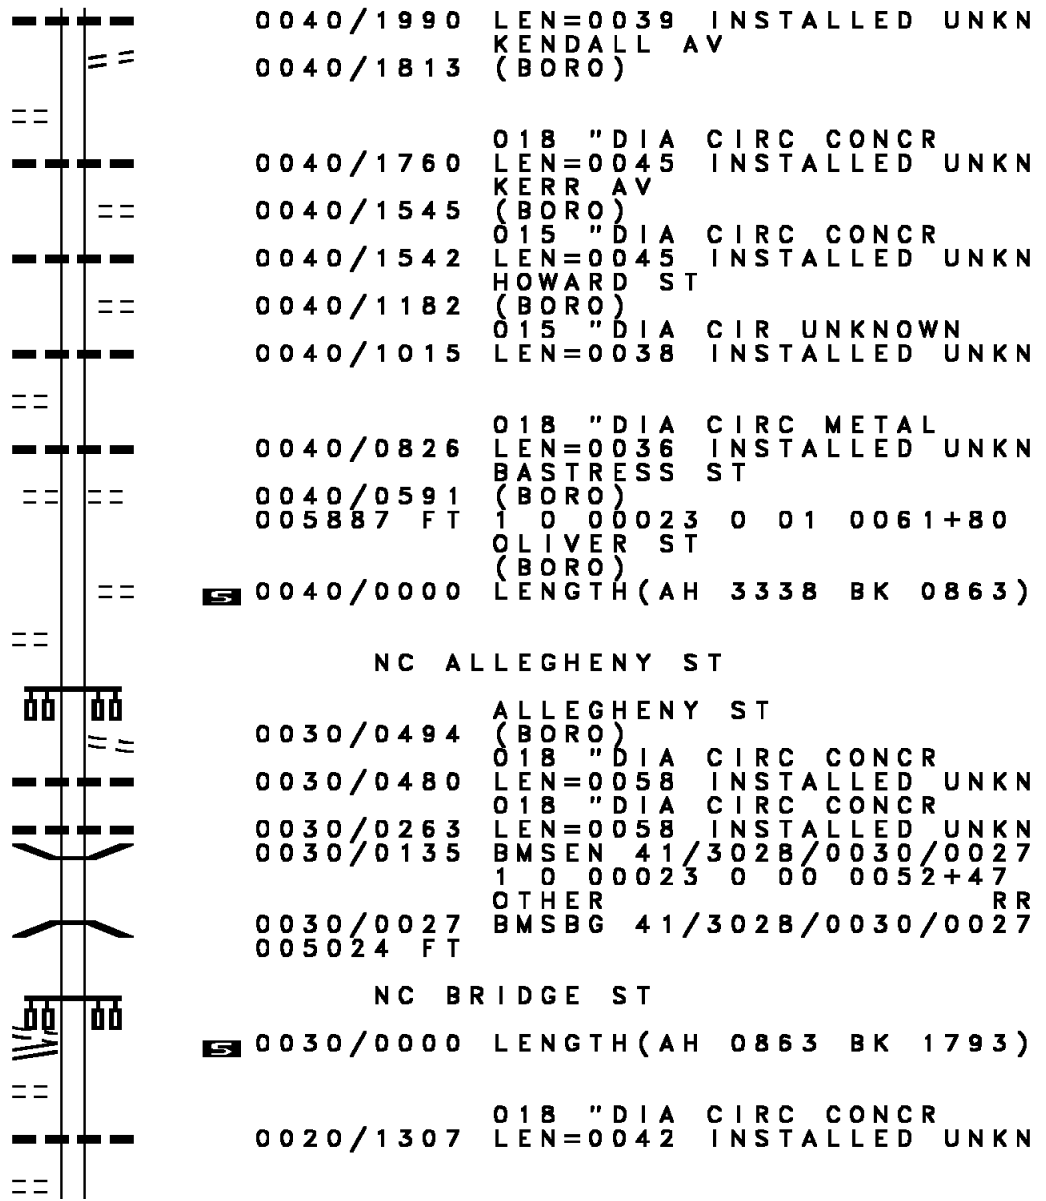 0040/1990 LEN=0039 INSTALLED UNKN
KENDALL AV
0040/1813 (BORO)
018 "DIA CIRC CONCR
0040/1760 LEN=0045 INSTALLED UNKN
KERR AV
0040/1545 (BORO)
015 "DIA CIRC CONCR
0040/1542 LEN=0045 INSTALLED UNKN
HOWARD ST
0040/1182 (BORO)
015 "DIA CIR UNKNOWN
0040/1015 LEN=0038 INSTALLED UNKN
018 "DIA CIRC METAL
0040/0826 LEN=0036 INSTALLED UNKN
BASTRESS ST
0040/0591 (BORO)
005887 FT 1 0 00023 0 01 0061+80
OLIVER ST
(BORO)
S 0040/0000 LENGTH(AH 3338 BK 0863)
NC ALLEGHENY ST
ALLEGHENY ST
0030/0494 (BORO)
018 "DIA CIRC CONCR
0030/0480 LEN=0058 INSTALLED UNKN
018 "DIA CIRC CONCR
0030/0263 LEN=0058 INSTALLED UNKN
0030/0135 BMSEN 41/3028/0030/0027
1 0 00023 0 00 0052+47
OTHER RR
0030/0027 BMSBG 41/3028/0030/0027
005024 FT
NC BRIDGE ST
S 0030/0000 LENGTH(AH 0863 BK 1793)
018 "DIA CIRC CONCR
0020/1307 LEN=0042 INSTALLED UNKN